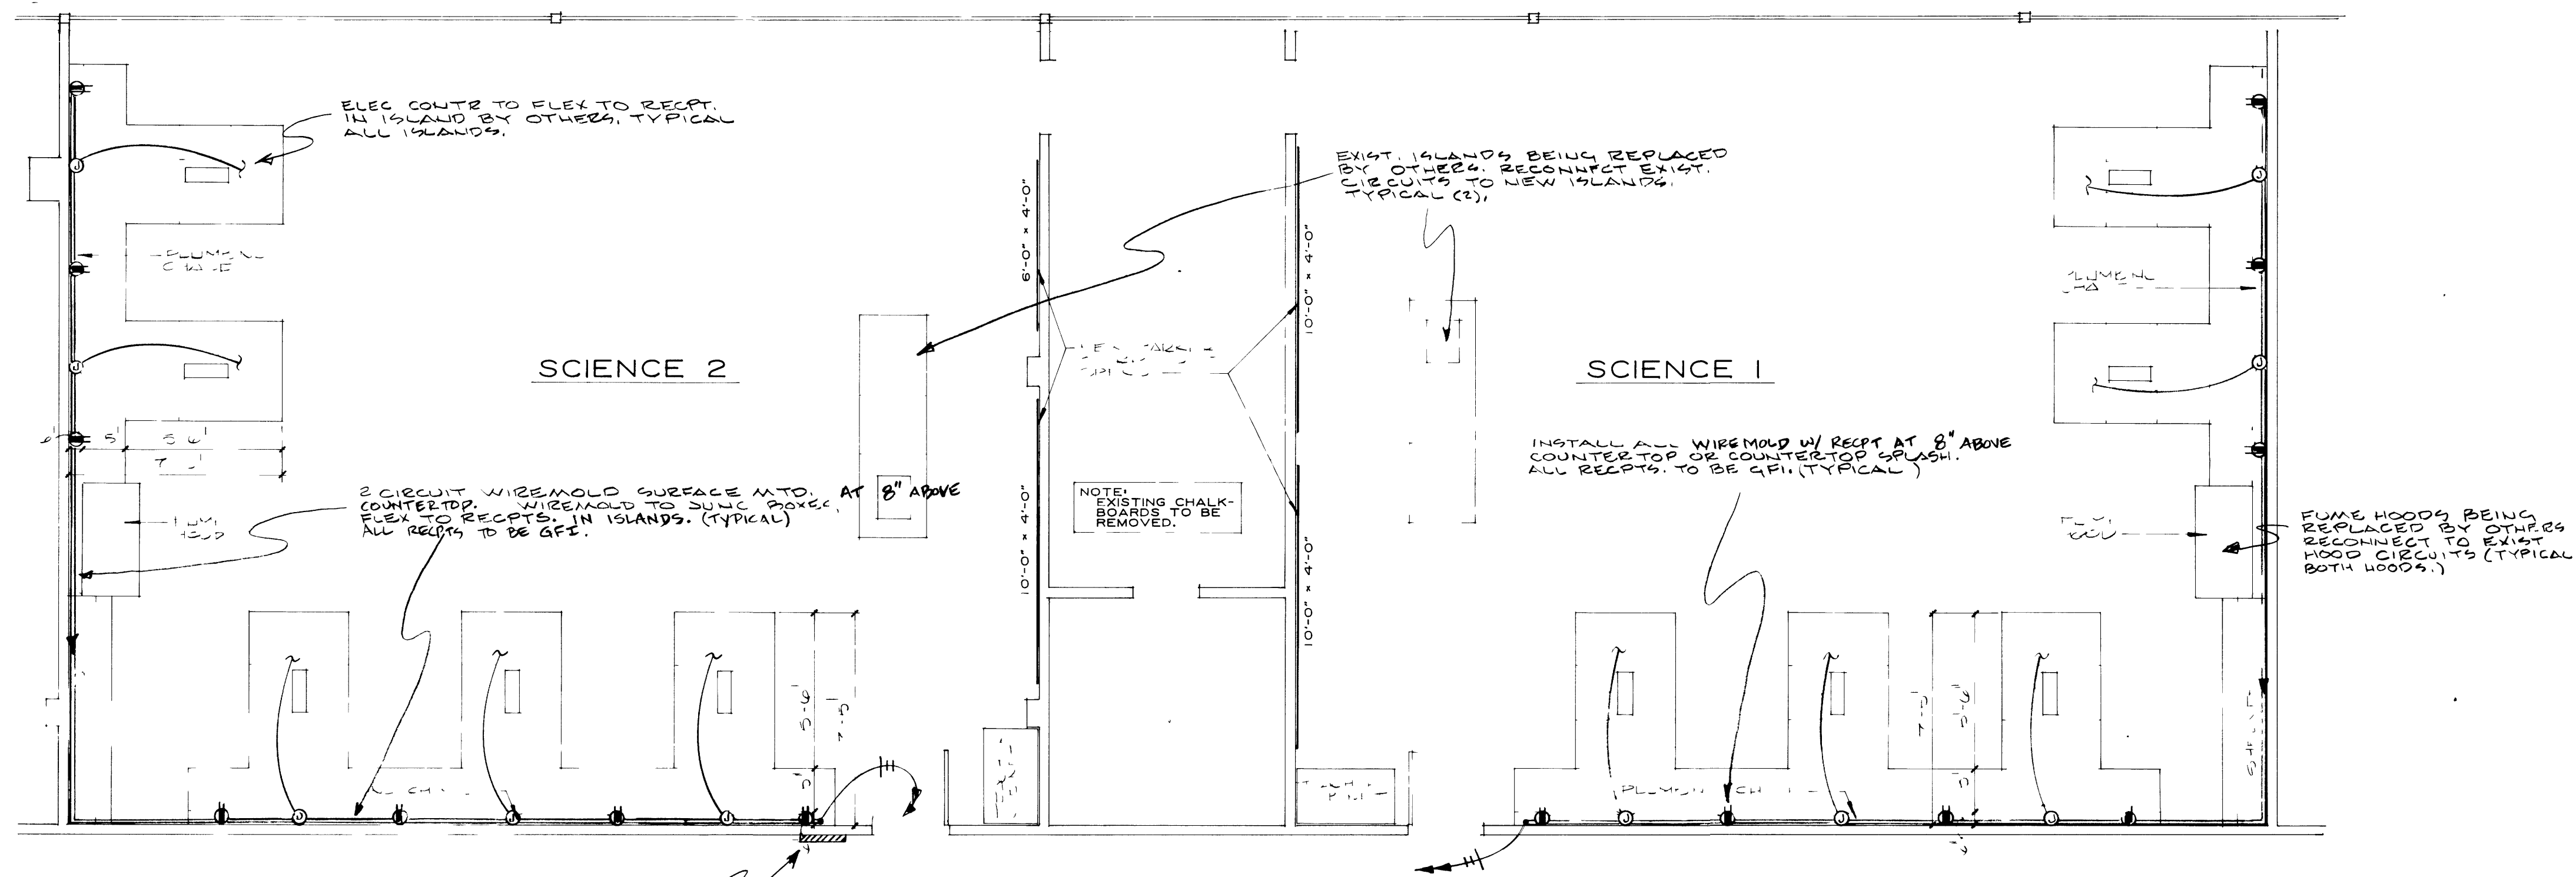 ELEC CONTR TO FLEX TO RECPT.
IN ISLAND BY OTHERS. TYPICAL
ALL ISLANDS.
EXIST. ISLANDS BEING REPLACED
BY OTHERS. RECONNECT EXIST.
CIRCUITS TO NEW ISLANDS.
TYPICAL (2).
6'-0" x 4'-0"
10'-0" x 4'-0"
SCIENCE 2
SCIENCE 1
INSTALL ALL WIREMOLD W/ RECPT AT 8" ABOVE
COUNTERTOP OR COUNTERTOP SPLASH.
ALL RECPTS. TO BE GFI. (TYPICAL)
2 CIRCUIT WIREMOLD SURFACE MTD. AT 8" ABOVE
COUNTERTOP. WIREMOLD TO JUNC BOXES,
FLEX TO RECPTS. IN ISLANDS. (TYPICAL)
ALL RECPTS TO BE GFI.
10'-0" x 4'-0"
NOTE:
EXISTING CHALK-
BOARDS TO BE
REMOVED.
10'-0" x 4'-0"
FUME HOODS BEING
REPLACED BY OTHERS
RECONNECT TO EXIST
HOOD CIRCUITS (TYPICAL
BOTH HOODS.)
5'-6"
5'-6"
J
J
J
J
J
J
J
J
J
J